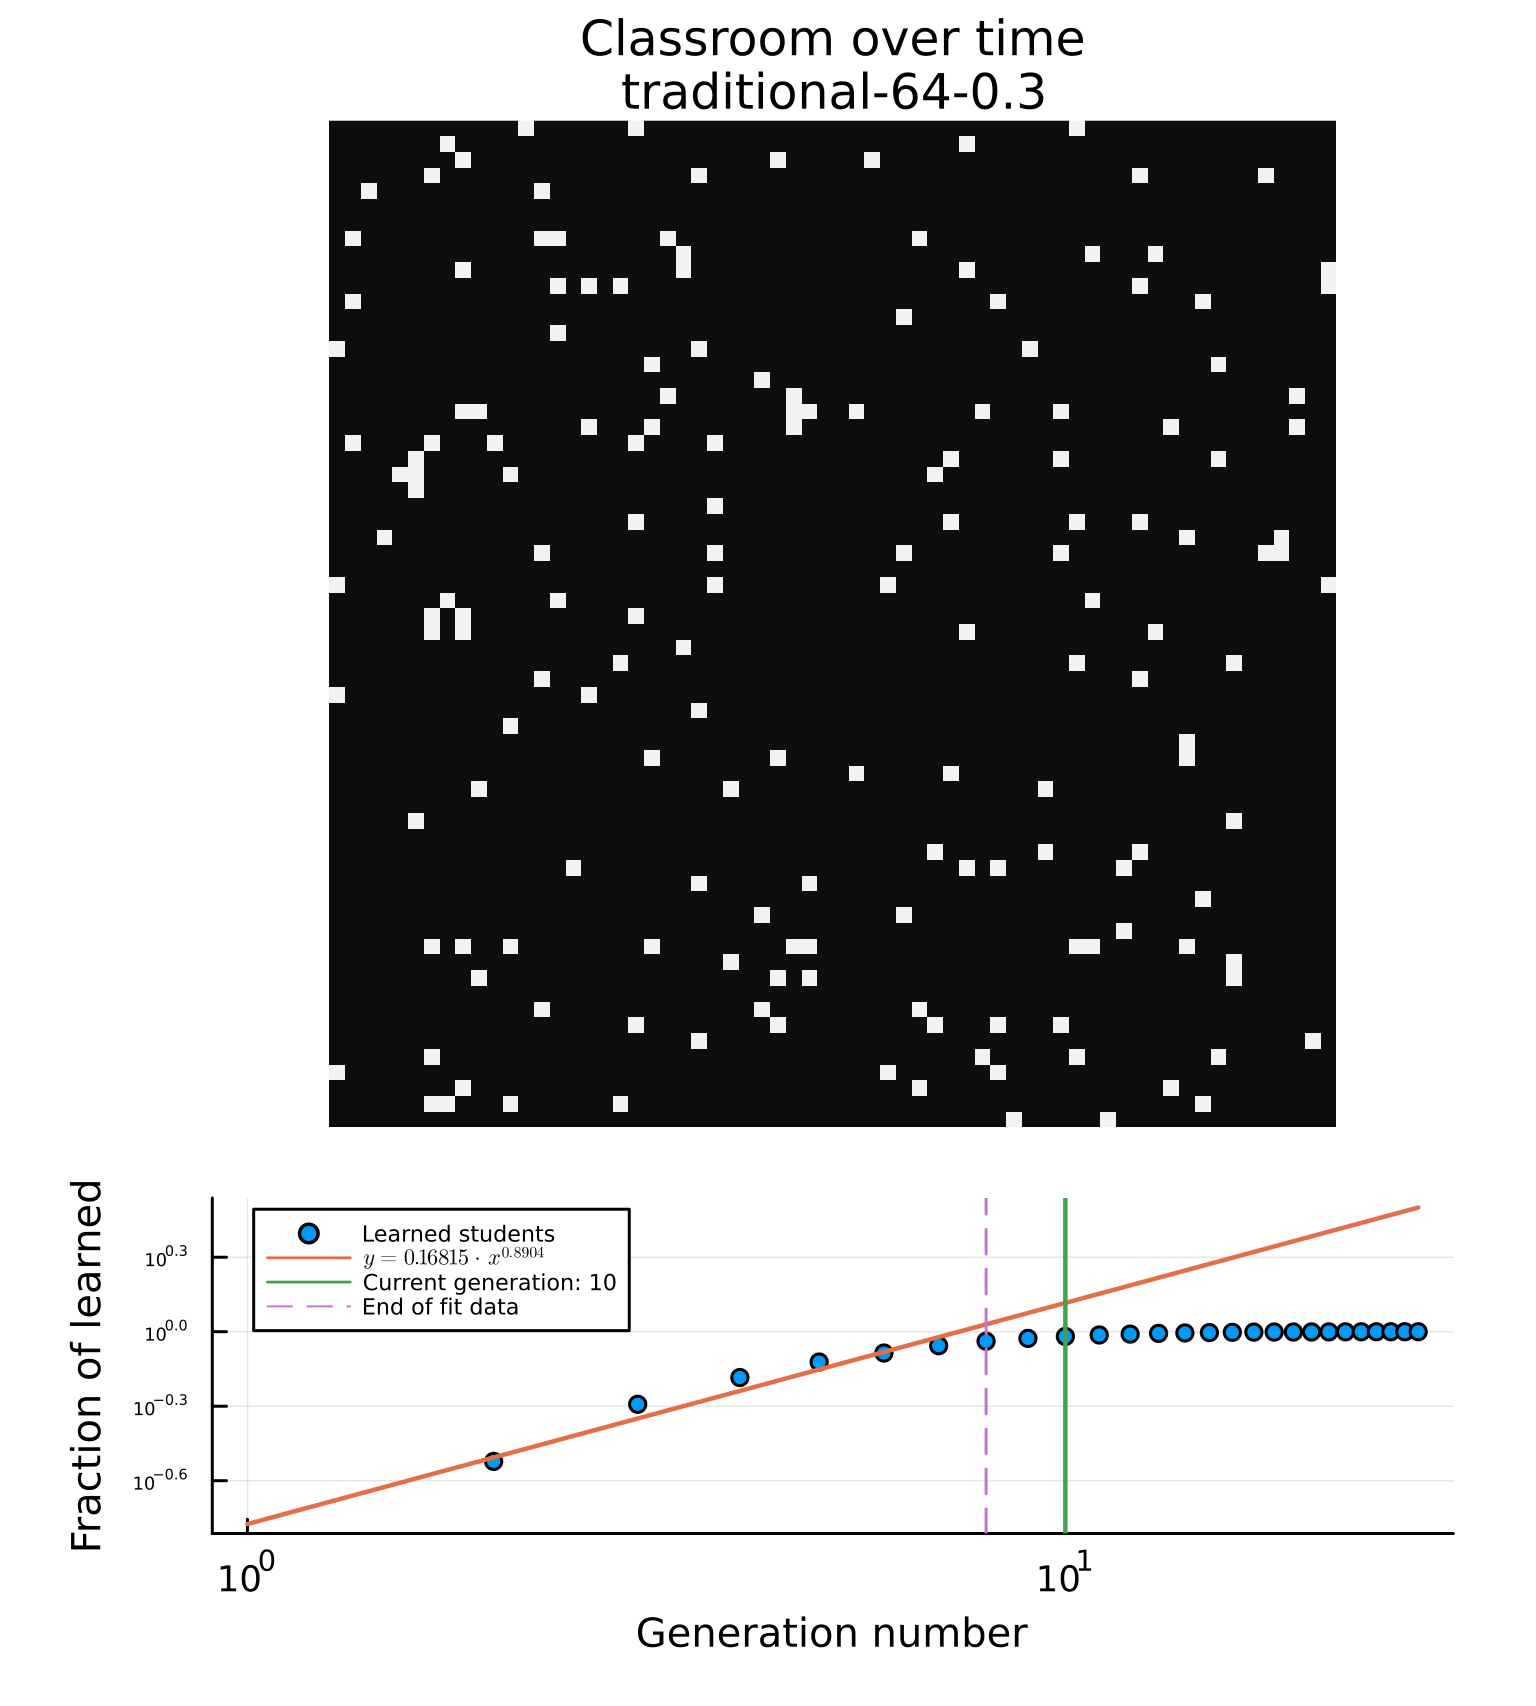 Classroom over time
traditional-64-0.3
Fraction of learned
Learned students
y = 0.16815 · x^0.8904
Current generation: 10
End of fit data
10^0.3
10^0.0
10^−0.3
10^−0.6
10^0
10^1
Generation number